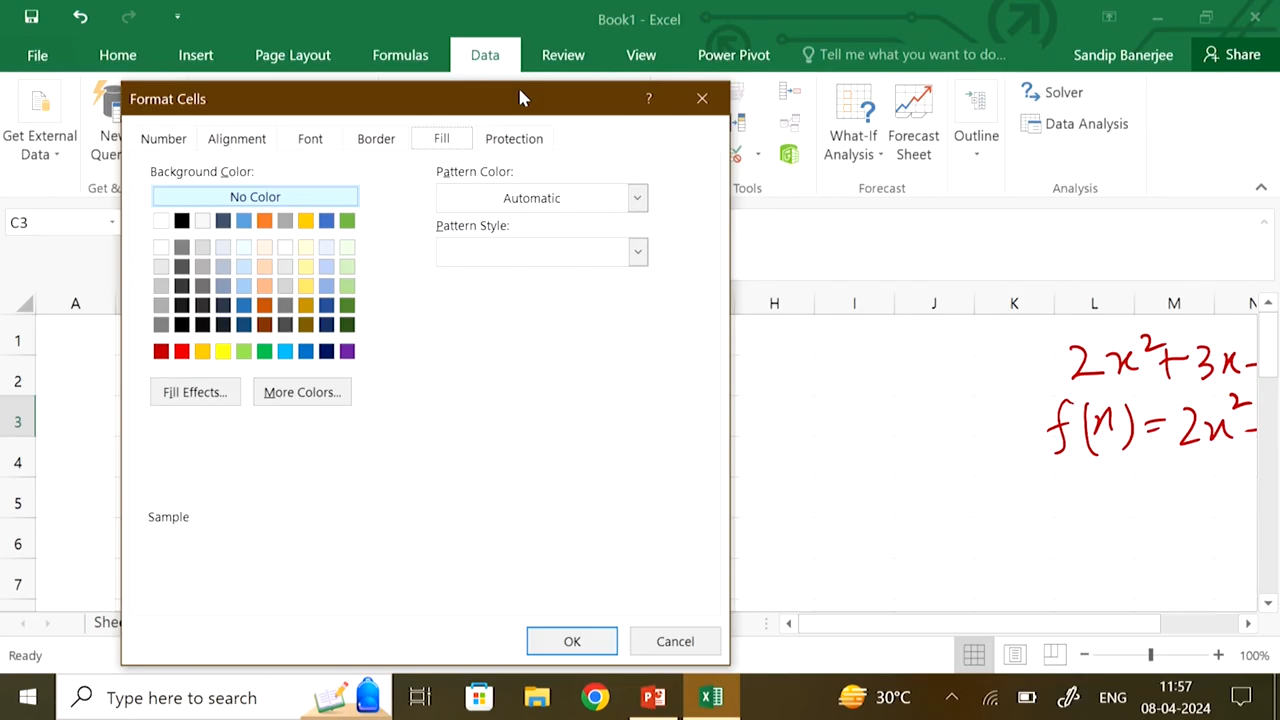 Book1 - Excel
File Home Insert Page Layout Formulas Data Review View Power Pivot Tell me what you want to do... Sandip Banerjee Share
Get External
Data
New
Get &
What-If
Analysis
Forecast
Sheet
Outline
Solver
Data Analysis
Tools
Forecast
Analysis
Format Cells
?
Number Alignment Font Border Fill Protection
Background Color:
No Color
Fill Effects...
More Colors...
Pattern Color:
Automatic
Pattern Style:
Sample
OK
Cancel
C3
A H I J K L M N
1
2
3
4
5
6
7
2x²+3x-
f(x)=2x²-
Ready
100%
Type here to search
30°C
ENG
11:57
08-04-2024